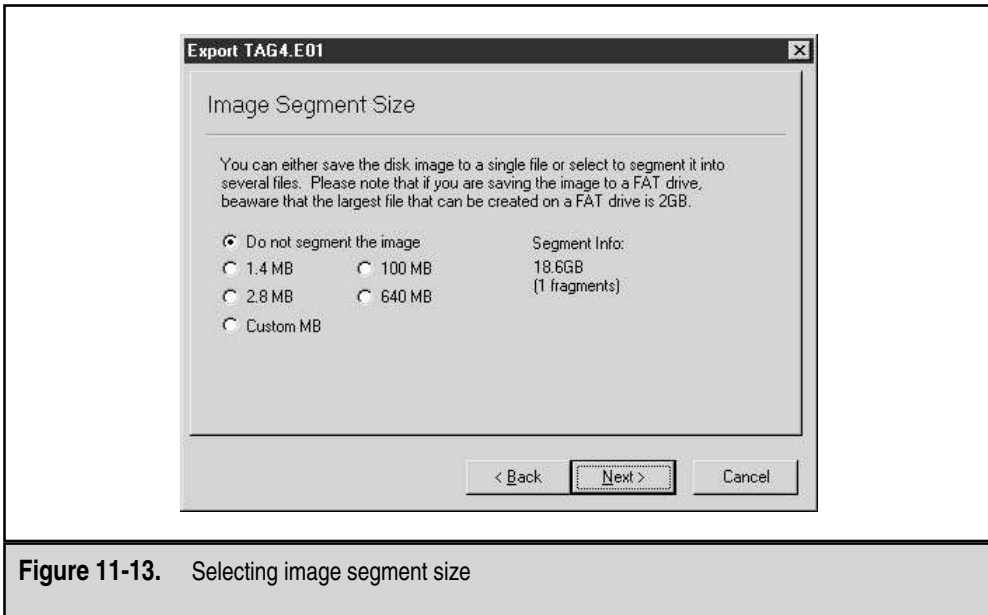 Export TAG4.E01
Image Segment Size
You can either save the disk image to a single file or select to segment it into
several files. Please note that if you are saving the image to a FAT drive,
beaware that the largest file that can be created on a FAT drive is 2GB.
Do not segment the image
1.4 MB
100 MB
2.8 MB
640 MB
Custom MB
Segment Info:
18.6GB
(1 fragments)
< Back
Next >
Cancel
Figure 11-13. Selecting image segment size